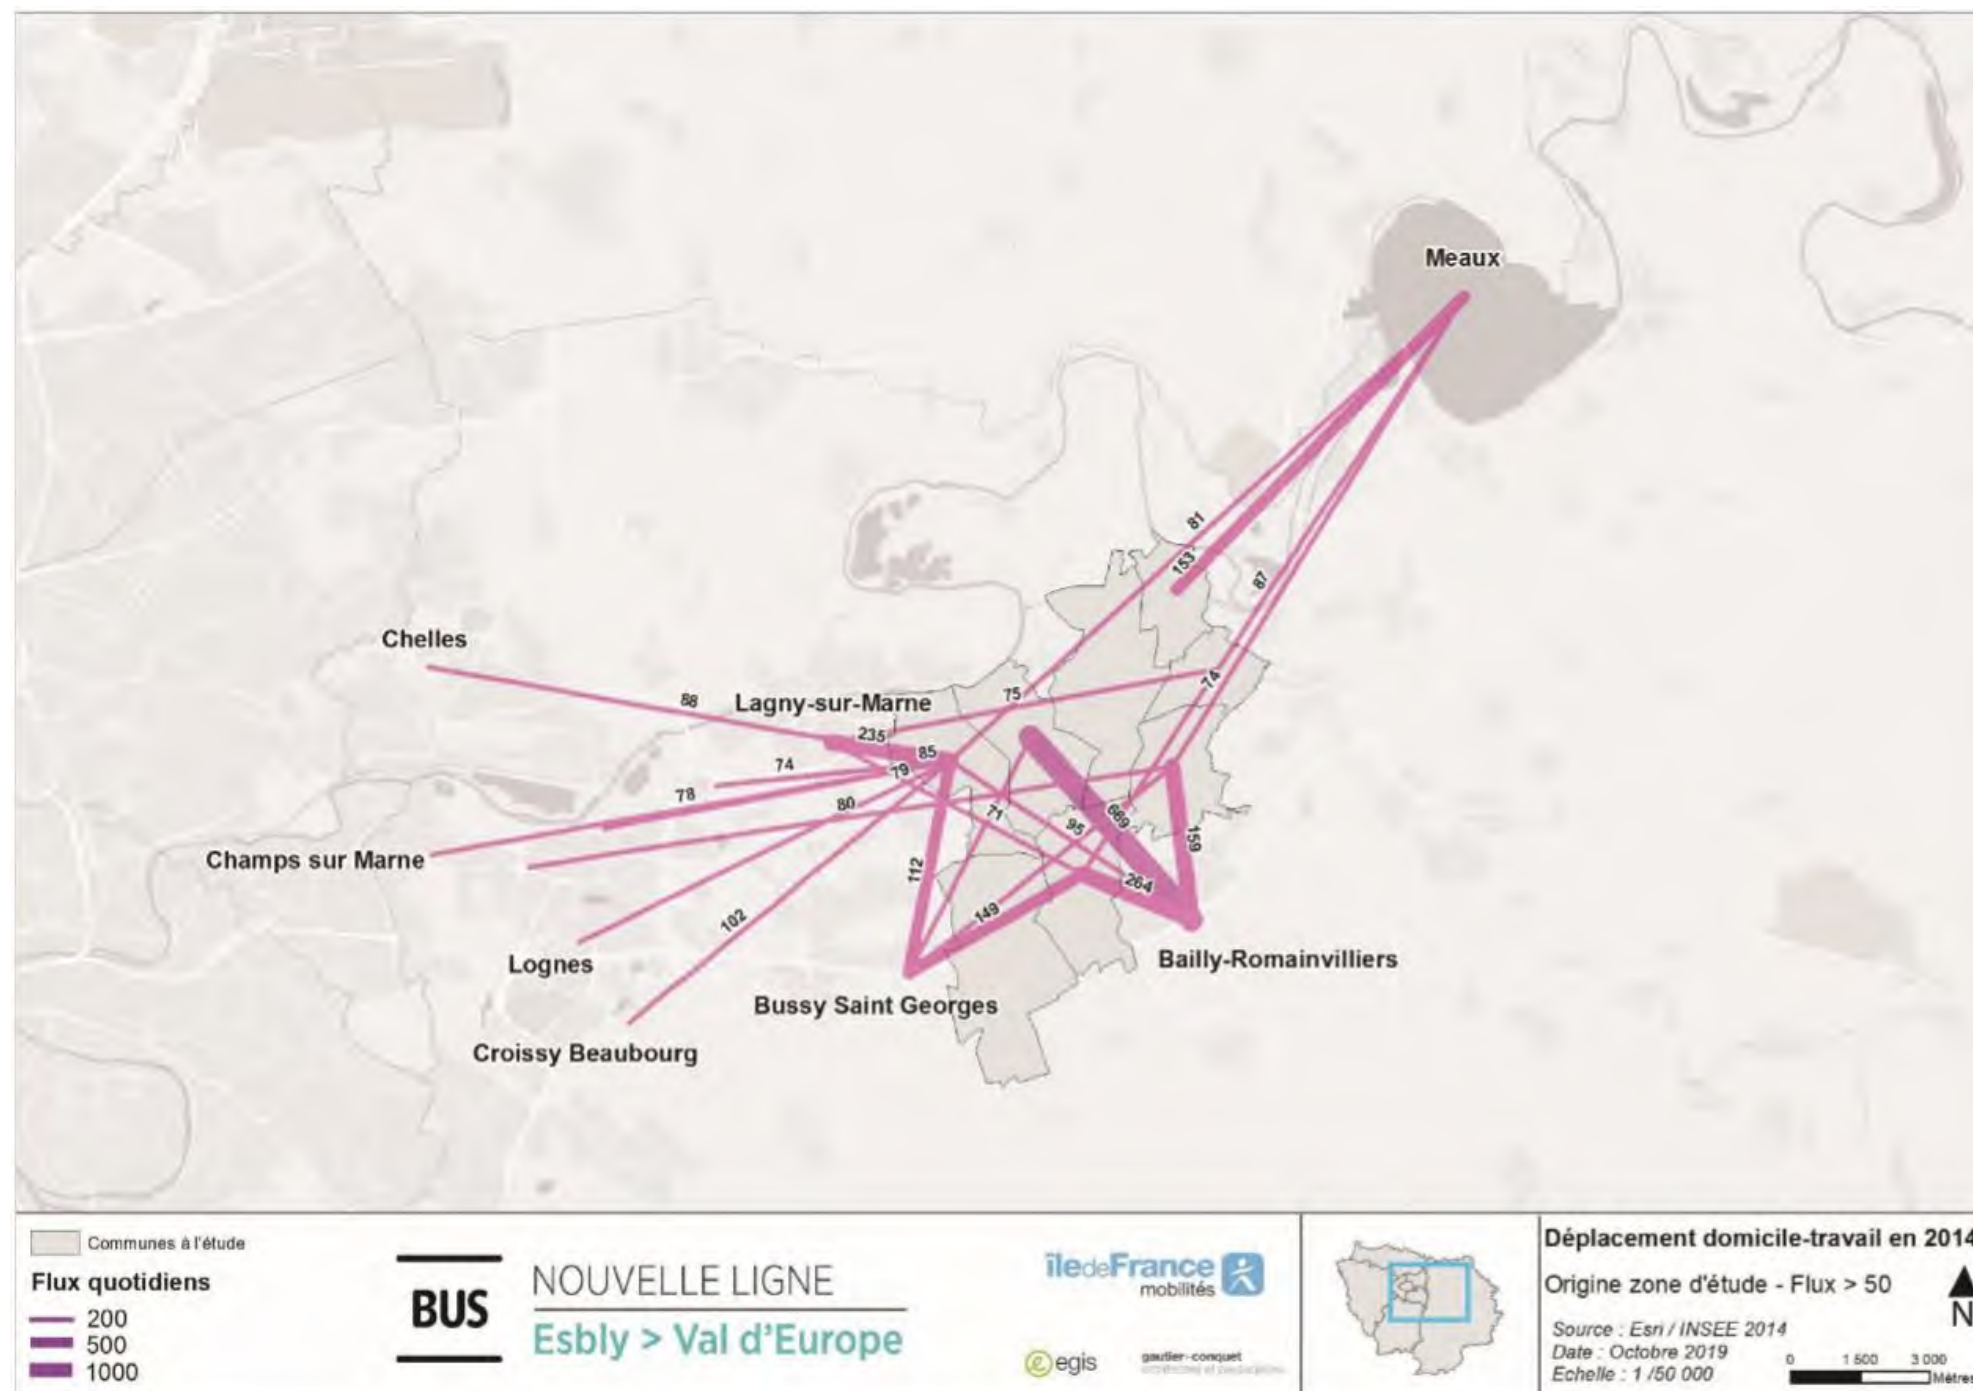 Meaux
81
153
87
Chelles
88
Lagny-sur-Marne
75
74
235
85
74
79
78
80
71
95
669
159
Champs sur Marne
112
264
149
102
Lognes
Bailly-Romainvilliers
Bussy Saint Georges
Croissy Beaubourg
Communes à l'étude
Flux quotidiens
200
500
1000
BUS
NOUVELLE LIGNE
Esbly > Val d'Europe
îledeFrance
mobilités
egis
gautier-conquet
Déplacement domicile-travail en 2014
Origine zone d'étude - Flux > 50
Source : Esri / INSEE 2014
Date : Octobre 2019
Echelle : 1 /50 000
N
0 1 500 3 000
Mètres